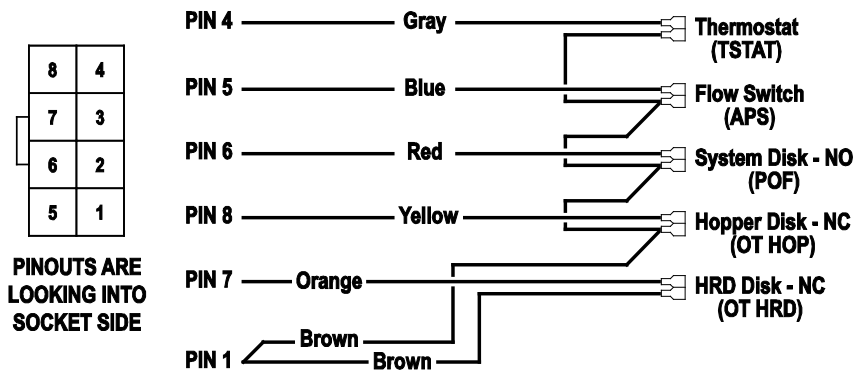 PIN 4 Gray Thermostat
(TSTAT)
8 4
7 3
6 2
5 1
PIN 5 Blue Flow Switch
(APS)
PIN 6 Red System Disk - NO
(POF)
PIN 8 Yellow Hopper Disk - NC
(OT HOP)
PINOUTS ARE
LOOKING INTO
SOCKET SIDE
PIN 7 Orange HRD Disk - NC
(OT HRD)
Brown
PIN 1 Brown